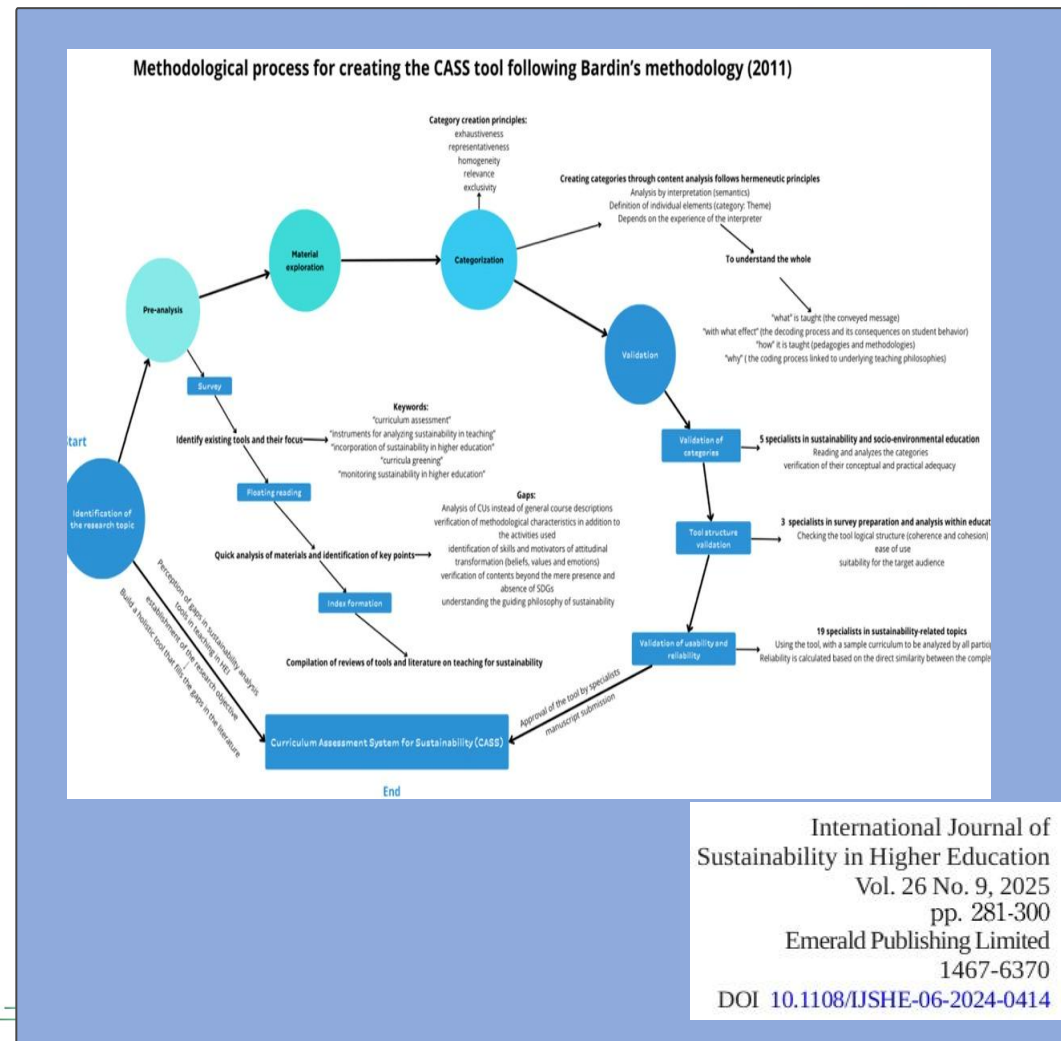 Methodological process for creating the CASS tool following Bardin's methodology (2011)
Category creation principles:
exhaustiveness
representativeness
homogeneity
relevance
exclusivity
Creating categories through content analysis follows hermeneutic principles
Analysis by interpretation (semantics)
Definition of individual elements (category: Theme)
Depends on the experience of the interpreter
To understand the whole
"what" is taught (the conveyed message)
"with what effect" (the decoding process and its consequences on student behavior)
"how" it is taught (pedagogies and methodologies)
"why" ( the coding process linked to underlying teaching philosophies)
Material
exploration
Categorization
Pre-analysis
Validation
Survey
Identify existing tools and their focus
Keywords:
"curriculum assessment"
"instruments for analyzing sustainability in teaching"
"incorporation of sustainability in higher education"
"curricula greening"
"monitoring sustainability in higher education"
Floating reading
Quick analysis of materials and identification of key points
Gaps:
Analysis of CUs instead of general course descriptions
verification of methodological characteristics in addition to
the activities used
identification of skills and motivators of attitudinal
transformation (beliefs, values and emotions)
verification of contents beyond the mere presence and
absence of SDGs
understanding the guiding philosophy of sustainability
Index formation
Compilation of reviews of tools and literature on teaching for sustainability
Validation of
categories
5 specialists in sustainability and socio-environmental education
Reading and analyzes the categories
verification of their conceptual and practical adequacy
Tool structure
validation
3 specialists in survey preparation and analysis within
Checking the tool logical structure (coherence and cohesion)
ease of use
suitability for the target audience
Validation of usability and
reliability
19 specialists in sustainability-related topics
Using the tool, with a sample curriculum to be analyzed by all
Reliability is calculated based on the direct similarity between the
Identification of
the research topic
Perception of gaps in sustainability analysis
tools in teaching in HEI
establishment of the research objective
Build a holistic tool that fills the gaps in the literature
Approval of the tool by specialists
manuscript submission
Curriculum Assessment System for Sustainability (CASS)
End
International Journal of
Sustainability in Higher Education
Vol. 26 No. 9, 2025
pp. 281-300
Emerald Publishing Limited
1467-6370
DOI 10.1108/IJSHE-06-2024-0414